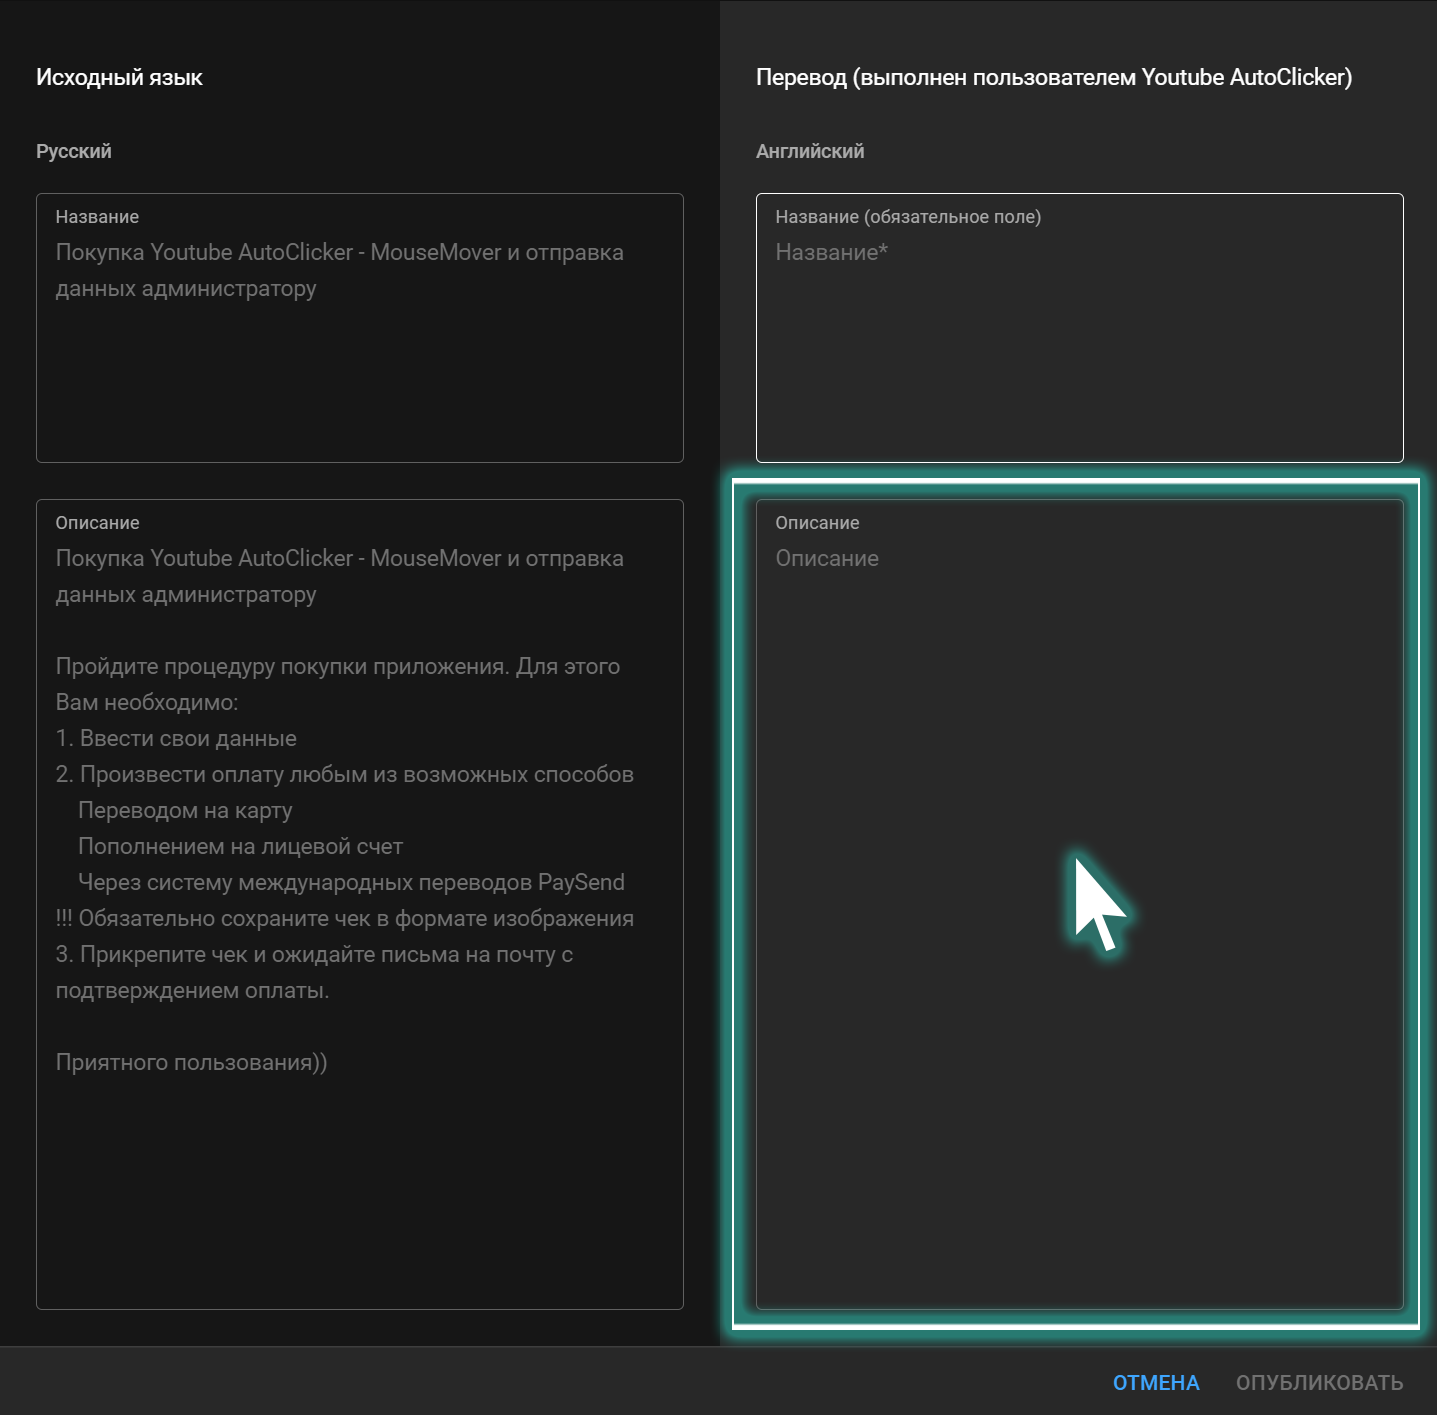 Исходный язык
Русский
Название
Покупка Youtube AutoClicker - MouseMover и отправка
данных администратору
Описание
Покупка Youtube AutoClicker - MouseMover и отправка
данных администратору
Пройдите процедуру покупки приложения. Для этого
Вам необходимо:
1. Ввести свои данные
2. Произвести оплату любым из возможных способов
Переводом на карту
Пополнением на лицевой счет
Через систему международных переводов PaySend
!!! Обязательно сохраните чек в формате изображения
3. Прикрепите чек и ожидайте письма на почту с
подтверждением оплаты.
Приятного пользования))
Перевод (выполнен пользователем Youtube AutoClicker)
Английский
Название (обязательное поле)
Название*
Описание
Описание
ОТМЕНА
ОПУБЛИКОВАТЬ